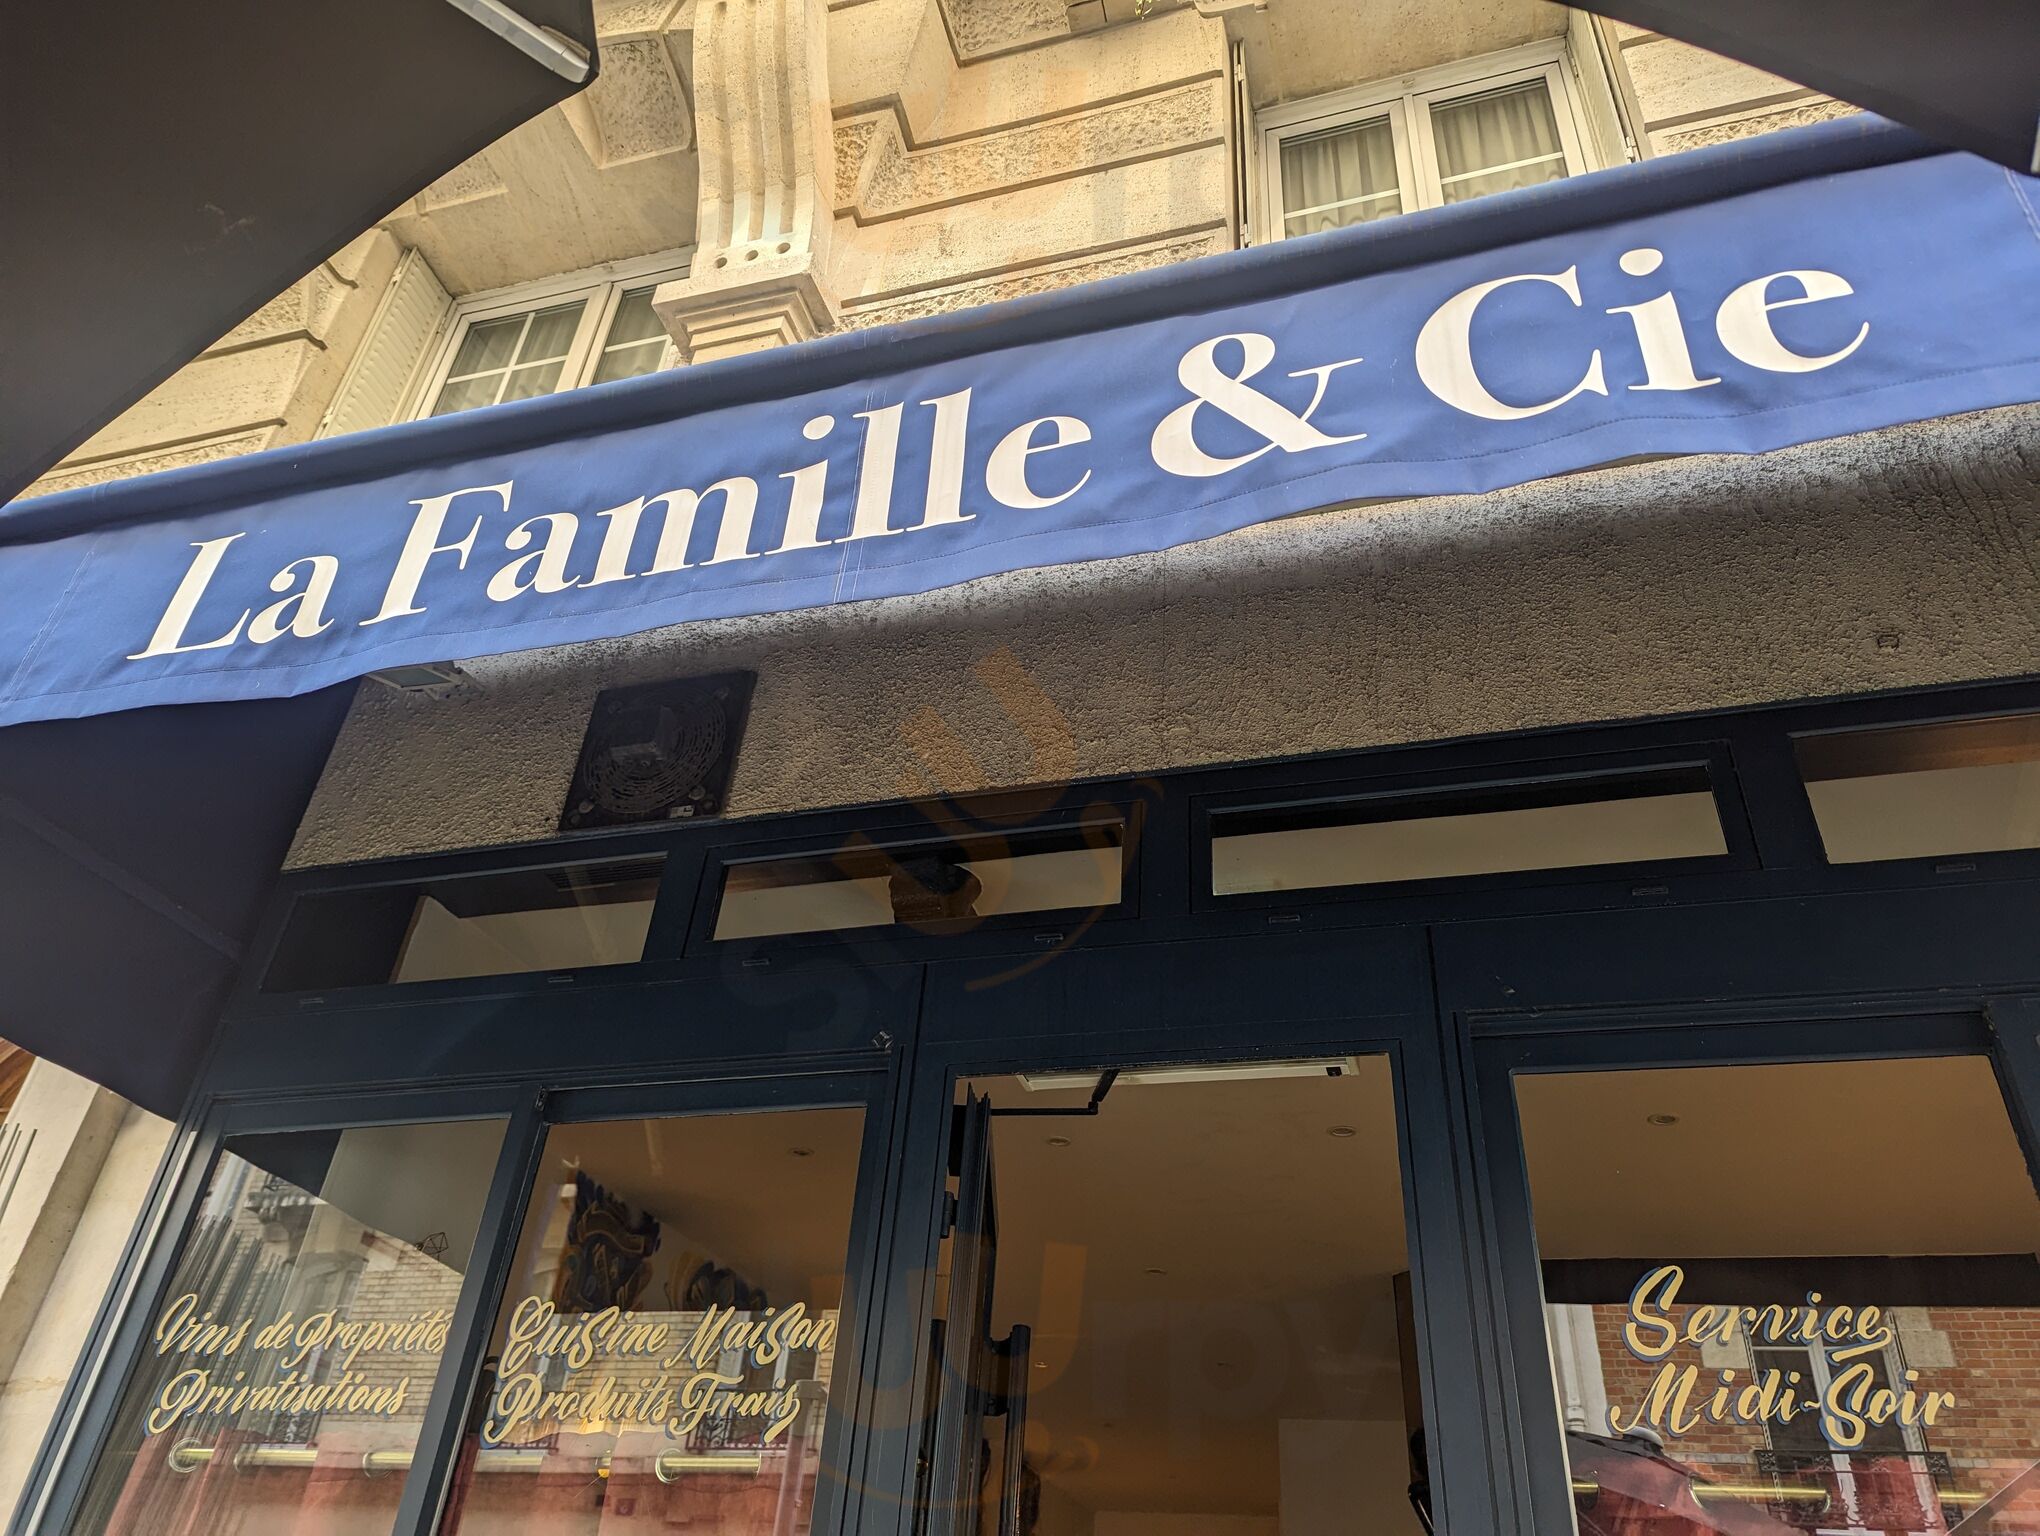 La Famille & Cie
Vins de Propriétés
Privatisations
Cuisine Maison
Produits Frais
Service
Midi-Soir